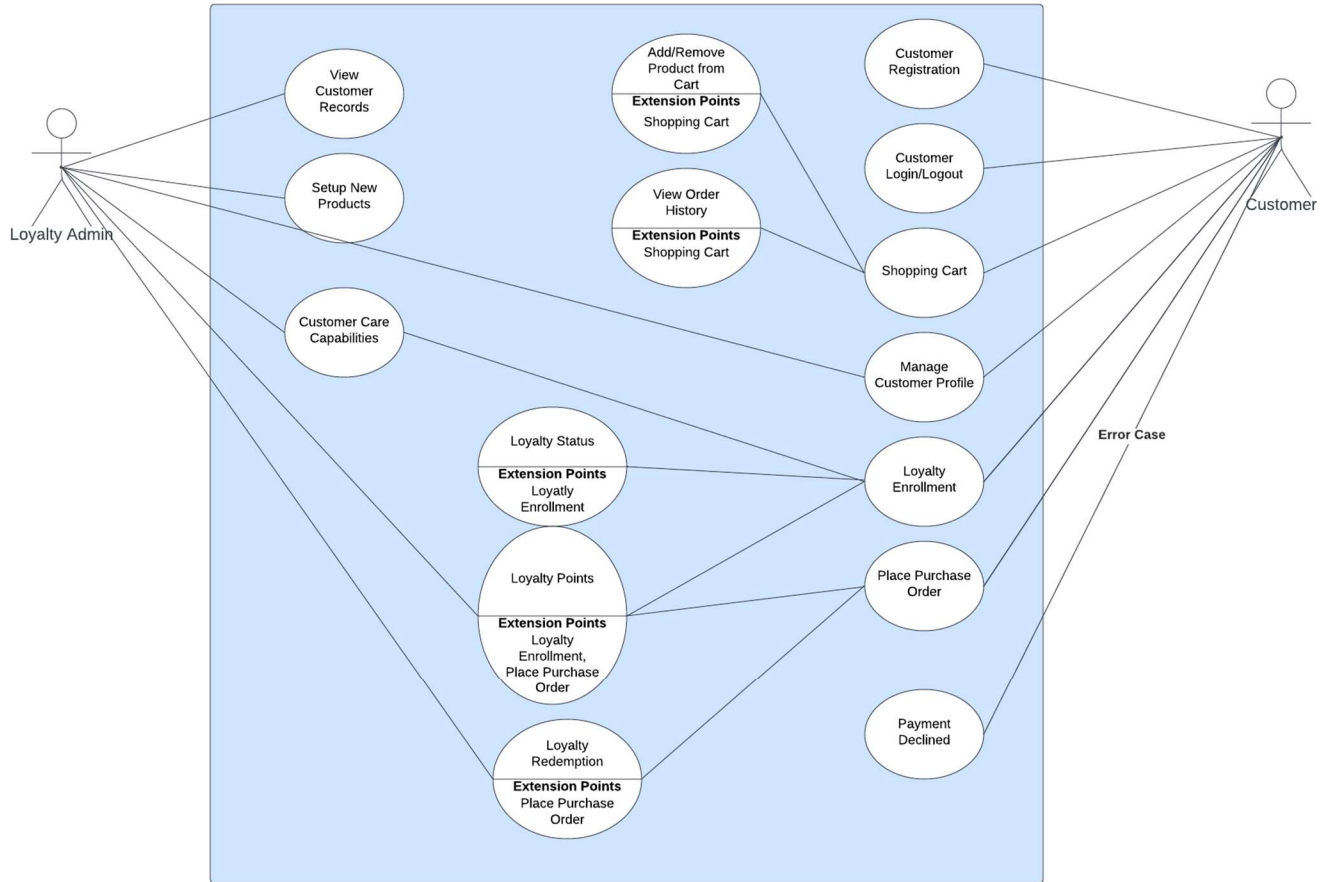 View
Customer
Records
Setup New
Products
Loyalty Admin
Customer Care
Capabilities
Add/Remove
Product from
Cart
Extension Points
Shopping Cart
View Order
History
Extension Points
Shopping Cart
Loyalty Status
Extension Points
Loyatly
Enrollment
Loyalty Points
Extension Points
Loyalty
Enrollment,
Place Purchase
Order
Loyalty
Redemption
Extension Points
Place Purchase
Order
Customer
Registration
Customer
Login/Logout
Shopping Cart
Manage
Customer Profile
Loyalty
Enrollment
Place Purchase
Order
Payment
Declined
Error Case
Customer